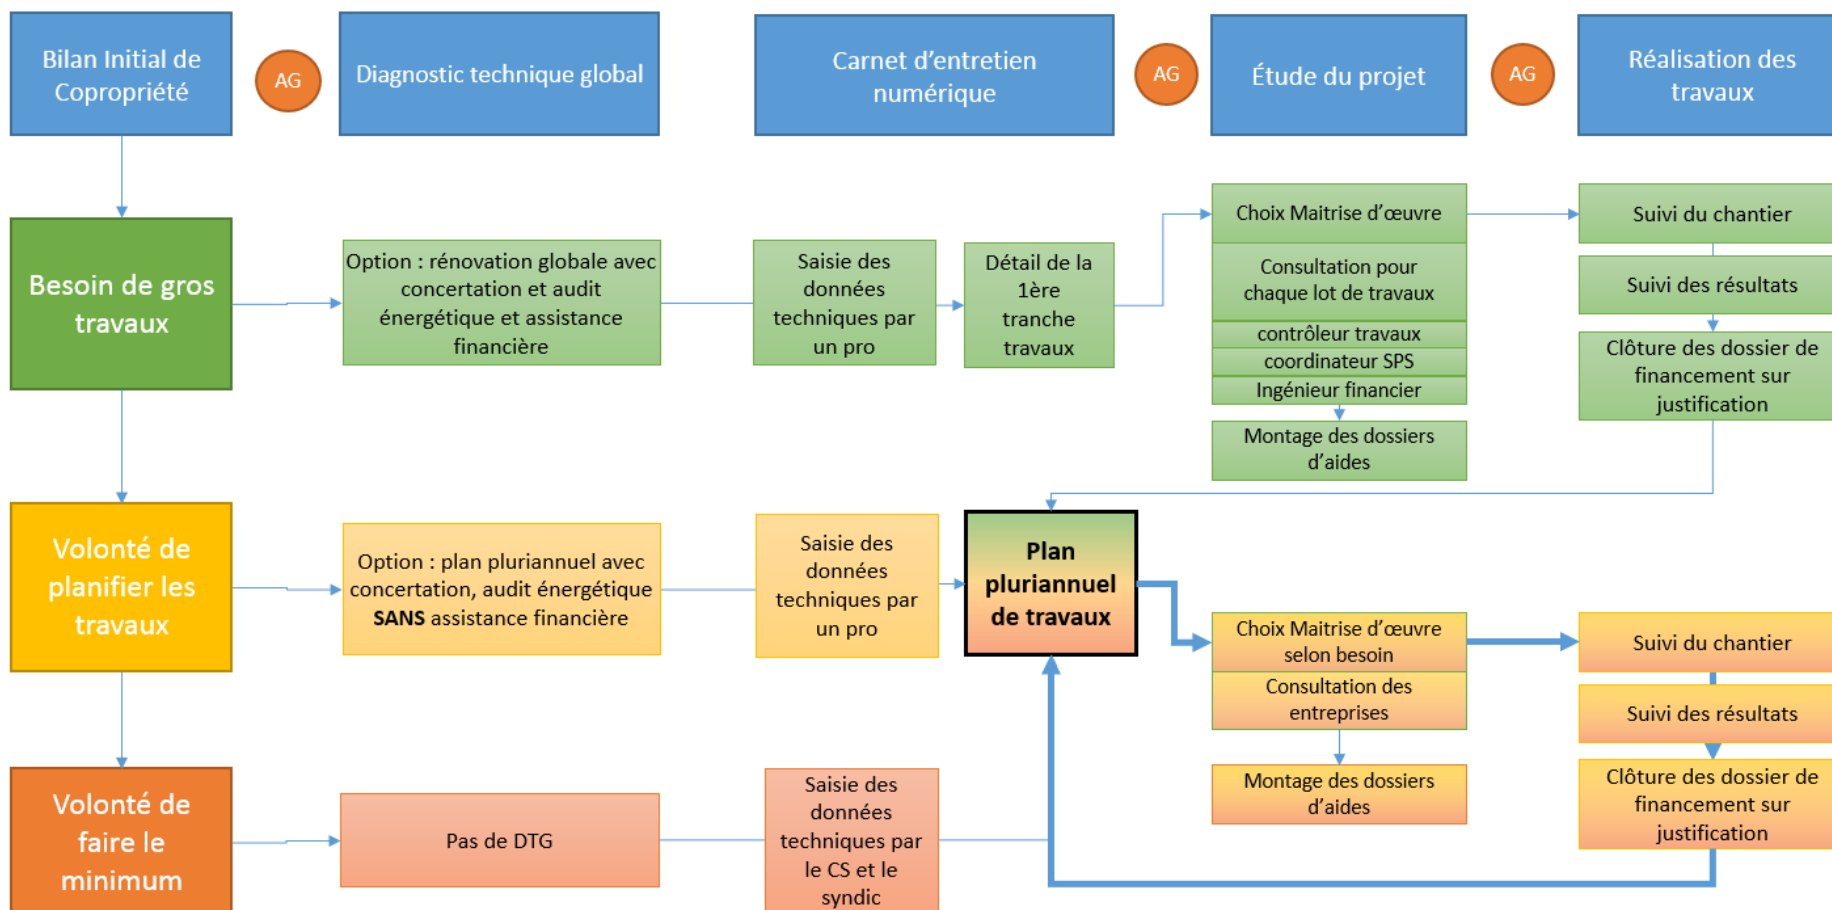 Bilan Initial de
Copropriété
AG
Diagnostic technique global
Carnet d'entretien
numérique
AG
Étude du projet
AG
Réalisation des
travaux
Besoin de gros
travaux
Option : rénovation globale avec
concertation et audit
énergétique et assistance
financière
Saisie des
données
techniques par
un pro
Détail de la
1ère
tranche
travaux
Choix Maitrise d'œuvre
Consultation pour
chaque lot de travaux
contrôleur travaux
coordinateur SPS
Ingénieur financier
Montage des dossiers
d'aides
Suivi du chantier
Suivi des résultats
Clôture des dossier de
financement sur
justification
Volonté de
planifier les
travaux
Option : plan pluriannuel avec
concertation, audit énergétique
SANS assistance financière
Saisie des
données
techniques par
un pro
Plan
pluriannuel
de travaux
Choix Maitrise d'œuvre
selon besoin
Consultation des
entreprises
Montage des dossiers
d'aides
Suivi du chantier
Suivi des résultats
Clôture des dossier de
financement sur
justification
Volonté de
faire le
minimum
Pas de DTG
Saisie des
données
techniques par
le CS et le
syndic